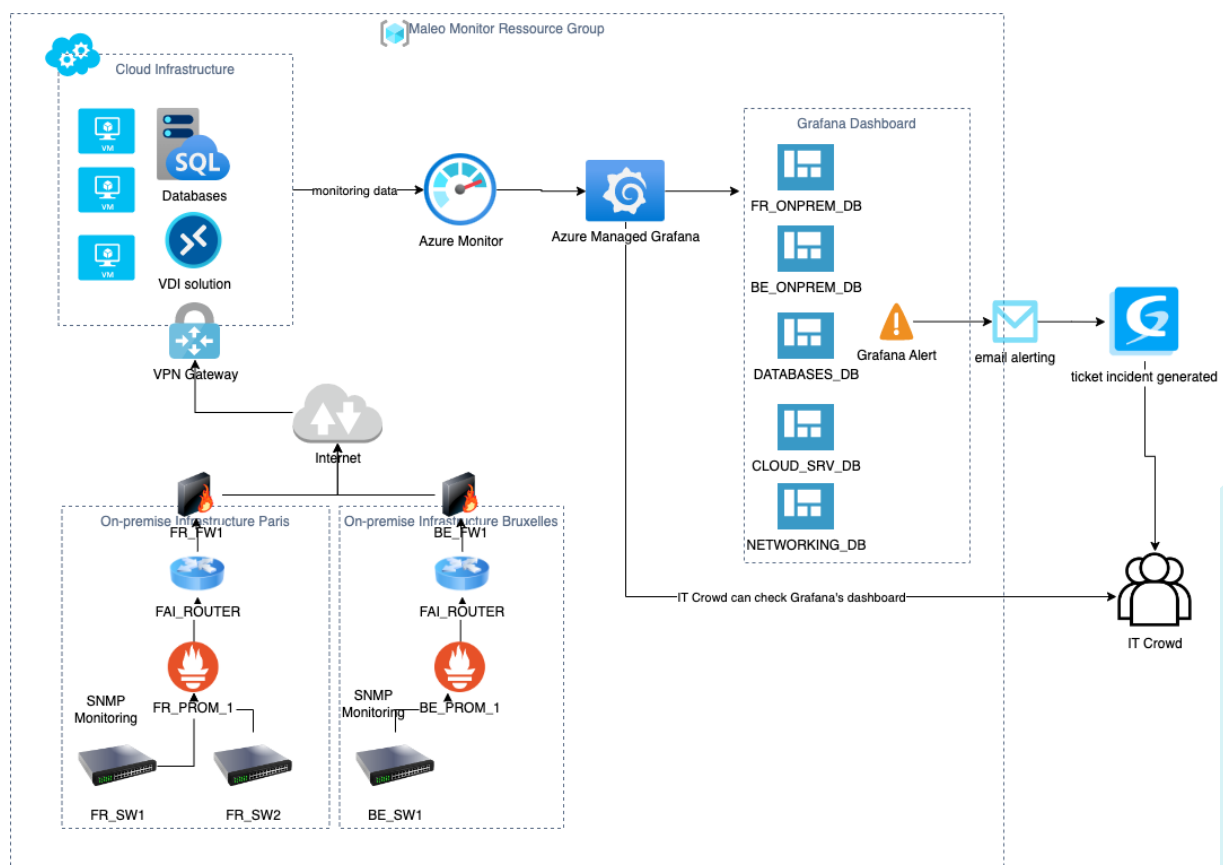 Maleo Monitor Ressource Group
Cloud Infrastructure
VM
SQL
Databases
VM
VDI solution
VM
VPN Gateway
monitoring data
Azure Monitor
Azure Managed Grafana
Grafana Dashboard
FR_ONPREM_DB
BE_ONPREM_DB
DATABASES_DB
CLOUD_SRV_DB
NETWORKING_DB
Grafana Alert
email alerting
ticket incident generated
IT Crowd can check Grafana's dashboard
IT Crowd
Internet
On-premise Infrastructure Paris
FR_FW1
FAI_ROUTER
SNMP
Monitoring
FR_PROM_1
FR_SW1
FR_SW2
On-premise Infrastructure Bruxelles
BE_FW1
FAI_ROUTER
SNMP
Monitoring
BE_PROM_1
BE_SW1